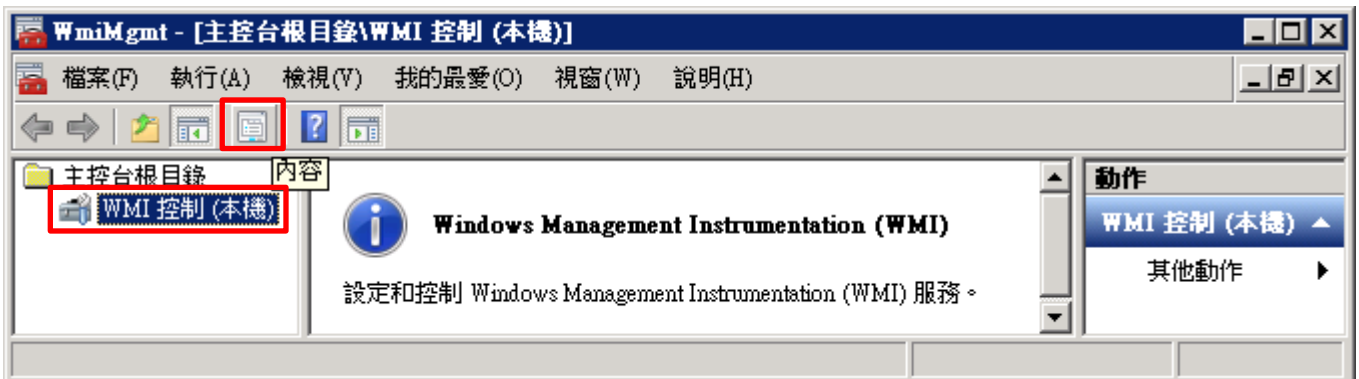 WmiMgmt - [主控台根目錄\WMI 控制 (本機)]
檔案(F) 執行(A) 檢視(V) 我的最愛(O) 視窗(W) 說明(H)
內容
主控台根目錄
WMI 控制 (本機)
Windows Management Instrumentation (WMI)
設定和控制 Windows Management Instrumentation (WMI) 服務。
動作
WMI 控制 (本機)
其他動作